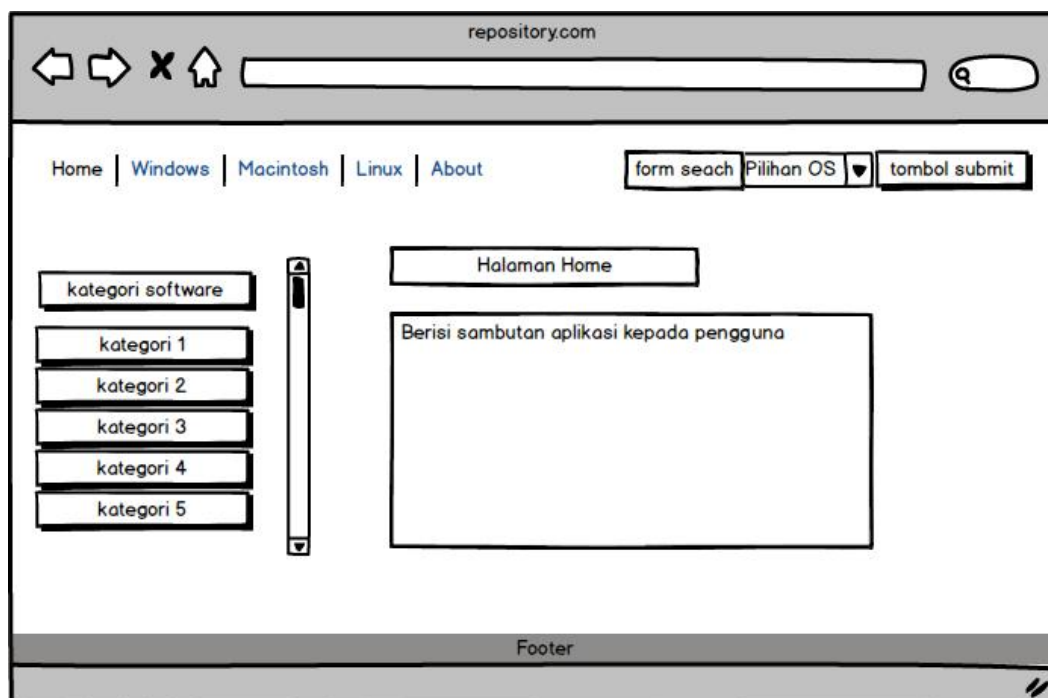 repository.com
Home | Windows | Macintosh | Linux | About
form seach Pilihan OS tombol submit
kategori software
kategori 1
kategori 2
kategori 3
kategori 4
kategori 5
Halaman Home
Berisi sambutan aplikasi kepada pengguna
Footer